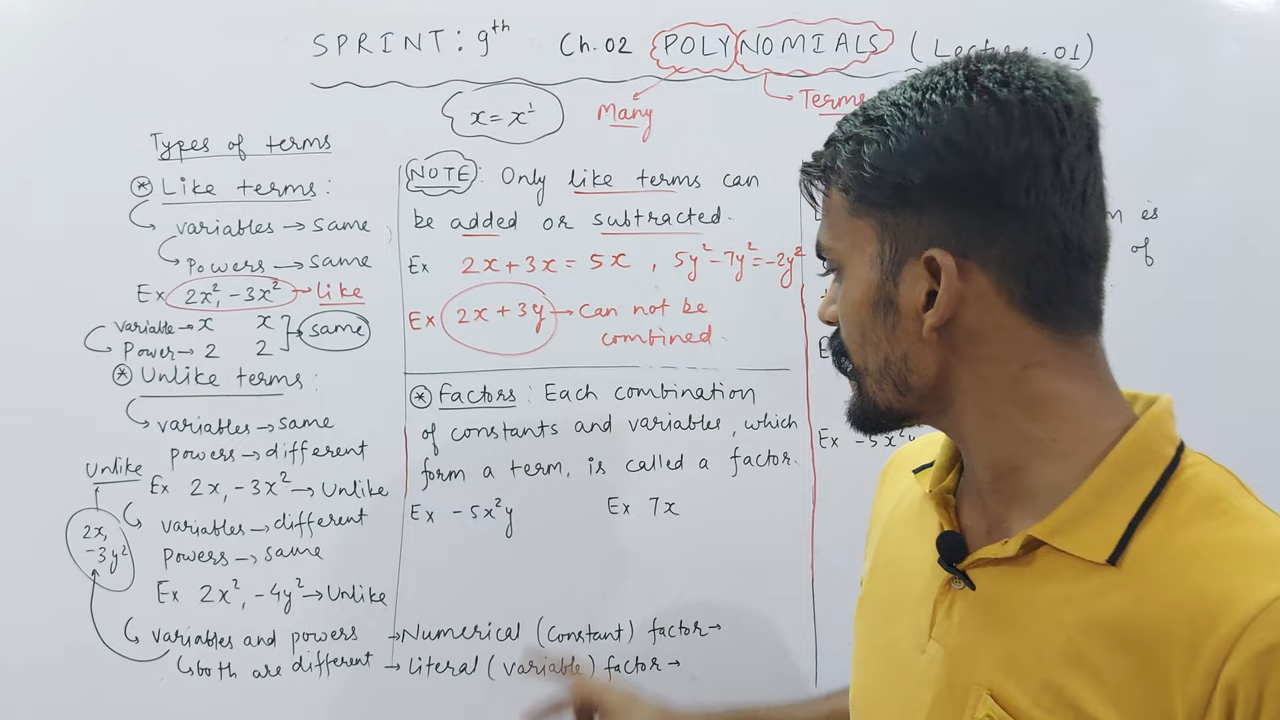 SPRINT: 9th Ch. 02 POLYNOMIALS (Lecture-01)
x = x¹
Many
Terms
Types of terms
* Like terms:
variables → same
Powers → same
Ex 2x², -3x² → like
Variable → x x
Power → 2 2
same
* Unlike terms:
variables → same
powers → different
Ex 2x, -3x² → Unlike
Unlike
2x,
-3y²
variables → different
powers → same
Ex 2x², -4y² → Unlike
variables and powers
both are different
NOTE: Only like terms can
be added or subtracted.
Ex 2x+3x = 5x , 5y²-7y²=-2y²
Ex 2x + 3y → Can not be
combined.
* Factors: Each combination
of constants and variables, which
form a term, is called a factor.
Ex -5x²y Ex 7x
→ Numerical (constant) factor →
→ Literal (variable) factor →
is
of
Ex -5x²y